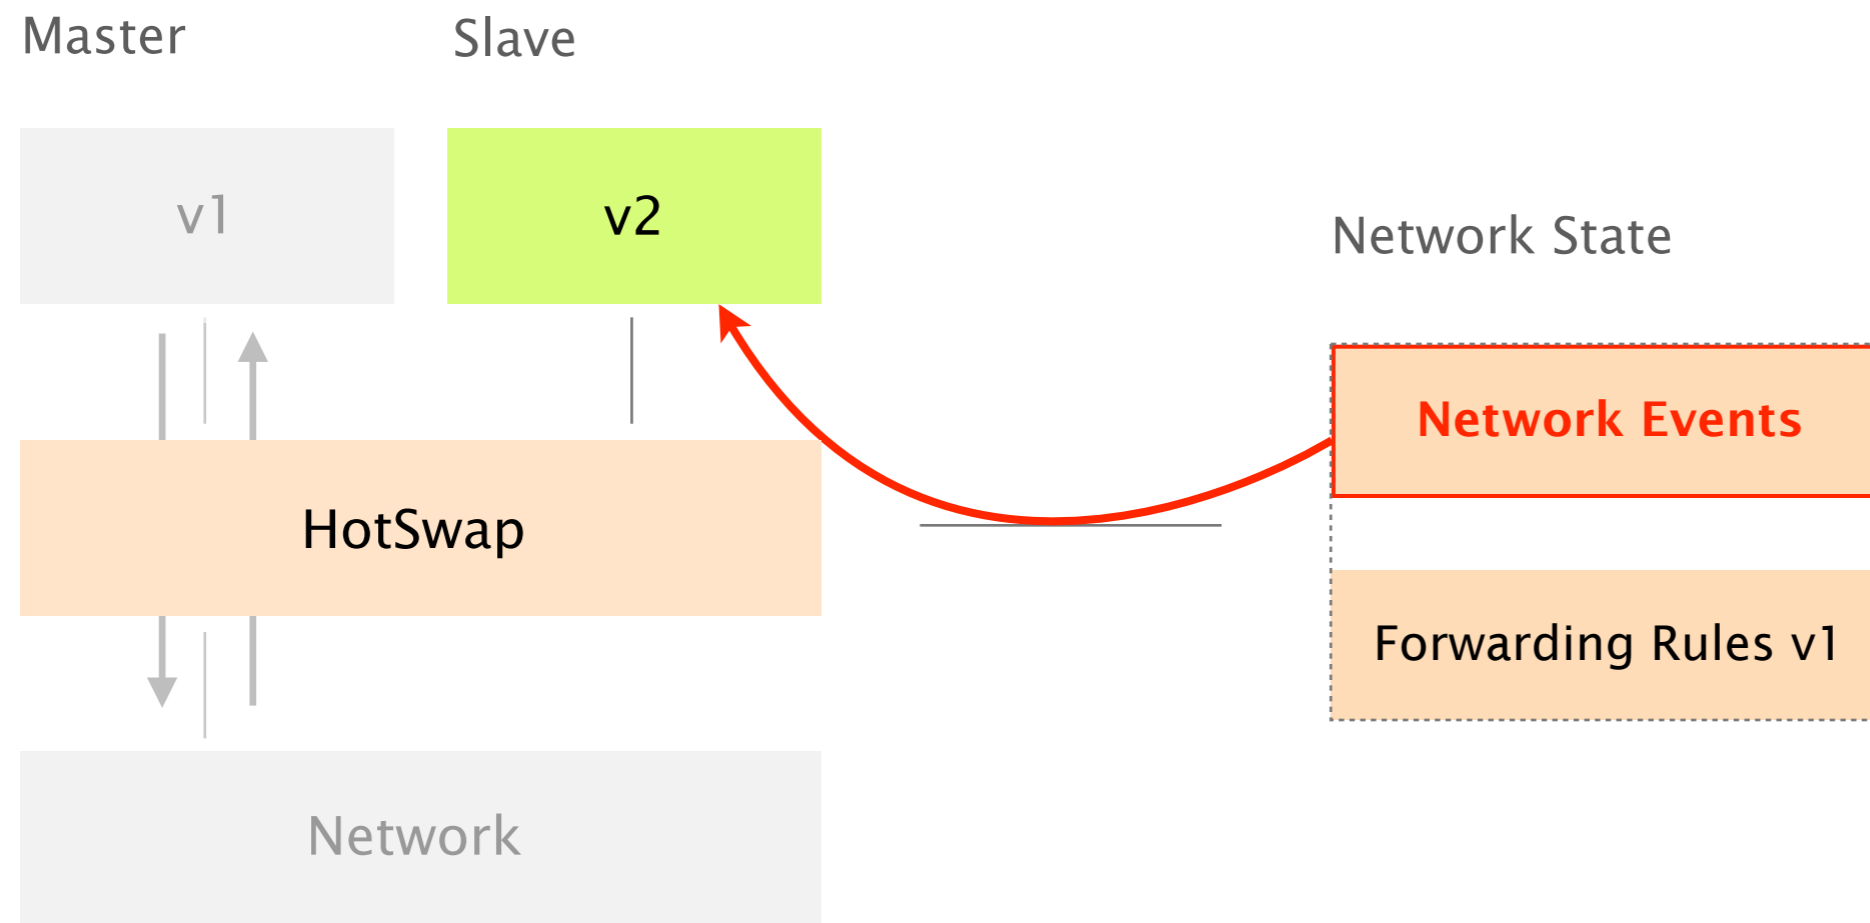 Master
Slave
v1
v2
Network State
Network Events
HotSwap
Forwarding Rules v1
Network